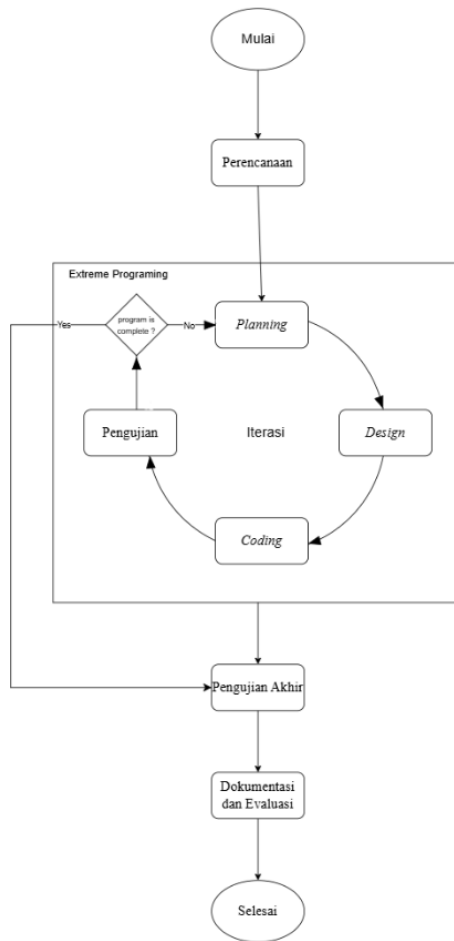 Mulai
Perencanaan
Extreme Programing
program is
complete ?
Yes
No
Planning
Pengujian
Iterasi
Design
Coding
Pengujian Akhir
Dokumentasi
dan Evaluasi
Selesai